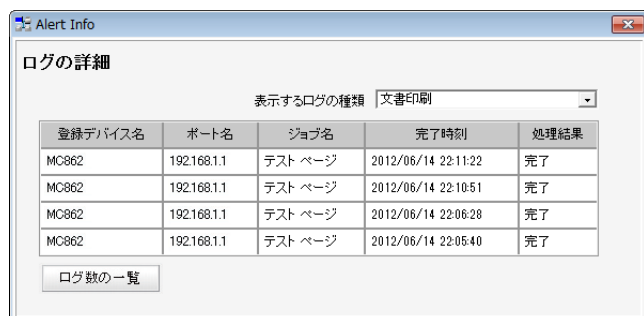 Alert Info
ログの詳細
表示するログの種類 文書印刷
登録デバイス名 ポート名 ジョブ名 完了時刻 処理結果
MC862 192.168.1.1 テスト ページ 2012/06/14 22:11:22 完了
MC862 192.168.1.1 テスト ページ 2012/06/14 22:10:51 完了
MC862 192.168.1.1 テスト ページ 2012/06/14 22:06:28 完了
MC862 192.168.1.1 テスト ページ 2012/06/14 22:05:40 完了
ログ数の一覧